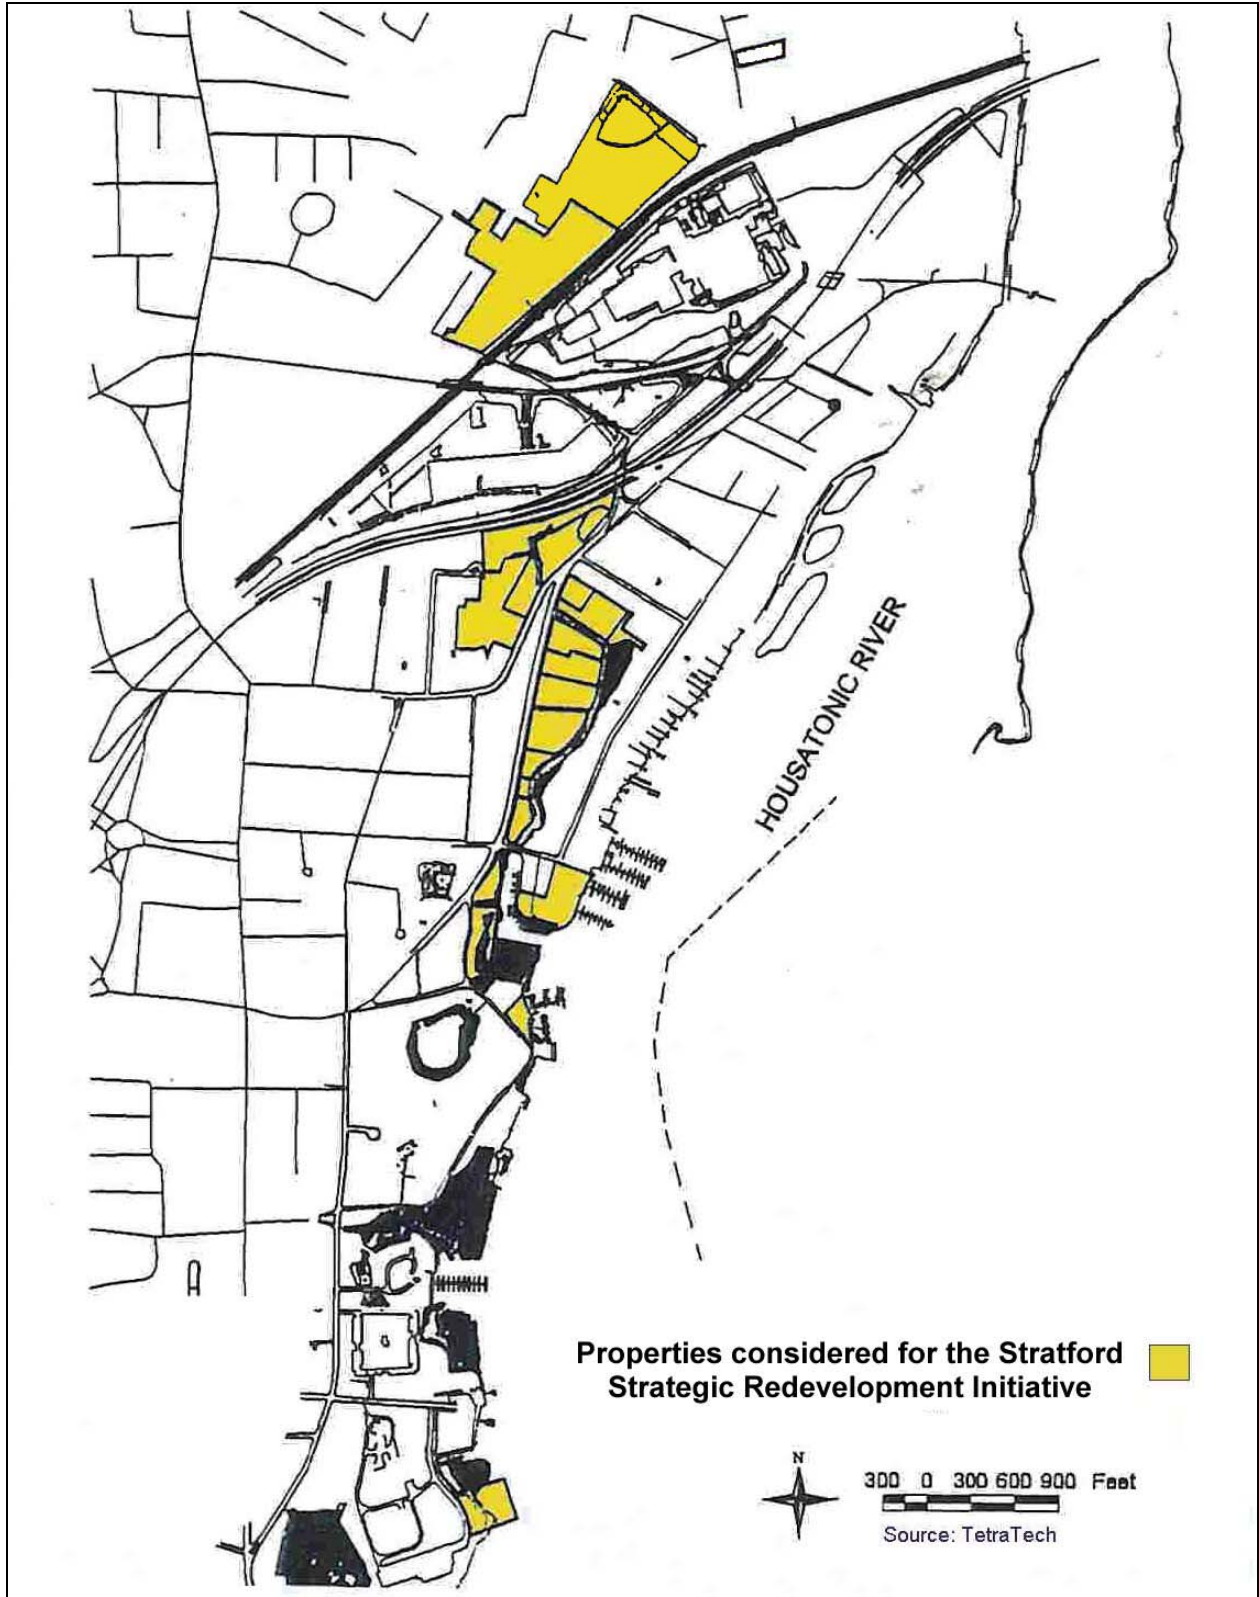 HOUSATONIC RIVER
Properties considered for the Stratford
Strategic Redevelopment Initiative
N
300 0 300 600 900 Feet
Source: TetraTech